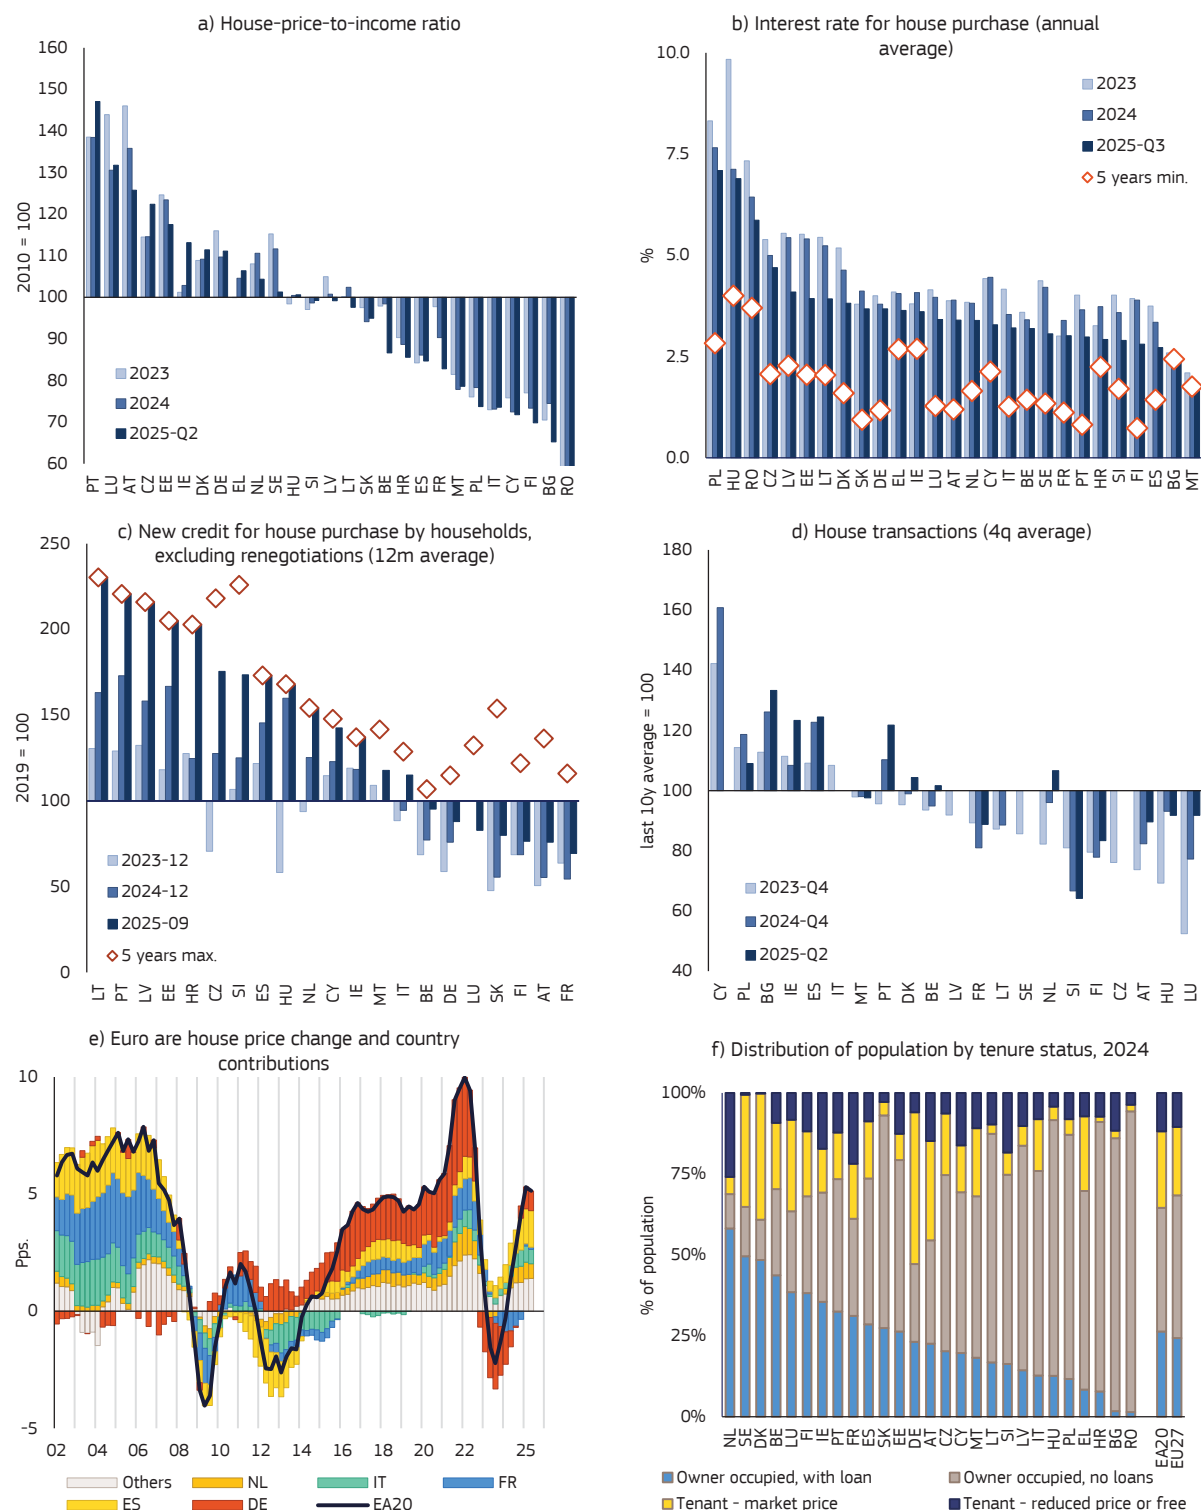 a) House-price-to-income ratio
160
150
140
130
120
110
100
90
80
70
60
2010 = 100
2023
2024
2025-Q2
PT LU AT CZ EE IE DK DE EL NL SE HU SI LV LT SK BE HR ES FR MT PL IT CY FI BG RO
b) Interest rate for house purchase (annual
average)
10.0
7.5
5.0
2.5
0.0
%
2023
2024
2025-Q3
5 years min.
PL HU RO CZ LV EE LT DK SK DE EL IE LU AT NL CY IT BE SE FR PT HR SI FI ES BG MT
c) New credit for house purchase by households,
excluding renegotiations (12m average)
250
200
150
100
50
0
2019 = 100
2023-12
2024-12
2025-09
5 years max.
LT PT LV EE HR CZ SI ES HU NL CY IE MT IT BE DE LU SK FI AT FR
d) House transactions (4q average)
180
160
140
120
100
80
60
40
last 10y average = 100
2023-Q4
2024-Q4
2025-Q2
CY PL BG IE ES IT MT PT DK BE LV FR LT SE NL SI FI CZ AT HU LU
e) Euro are house price change and country
contributions
10
5
0
-5
Pps.
02 04 06 08 10 12 14 16 18 20 22 25
Others NL IT FR
ES DE EA20
f) Distribution of population by tenure status, 2024
100%
75%
50%
25%
0%
% of population
NL SE DK BE LU FI IE PT FR ES SK EE DE AT CZ CY MT LT SI LV IT HU PL EL HR BG RO EA20 EU27
Owner occupied, with loan Owner occupied, no loans
Tenant - market price Tenant - reduced price or free